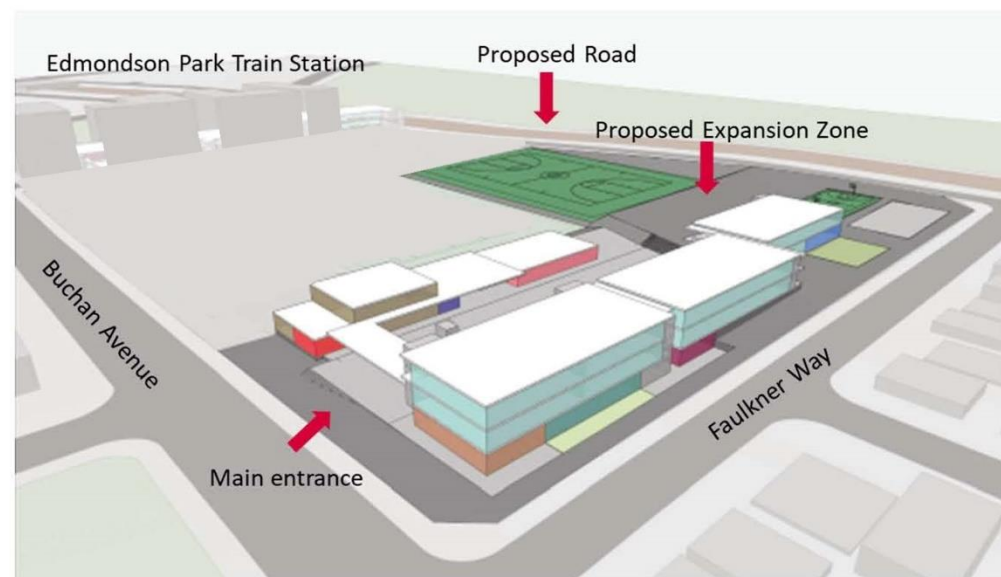 Edmondson Park Train Station
Proposed Road
Proposed Expansion Zone
Buchan Avenue
Faulkner Way
Main entrance